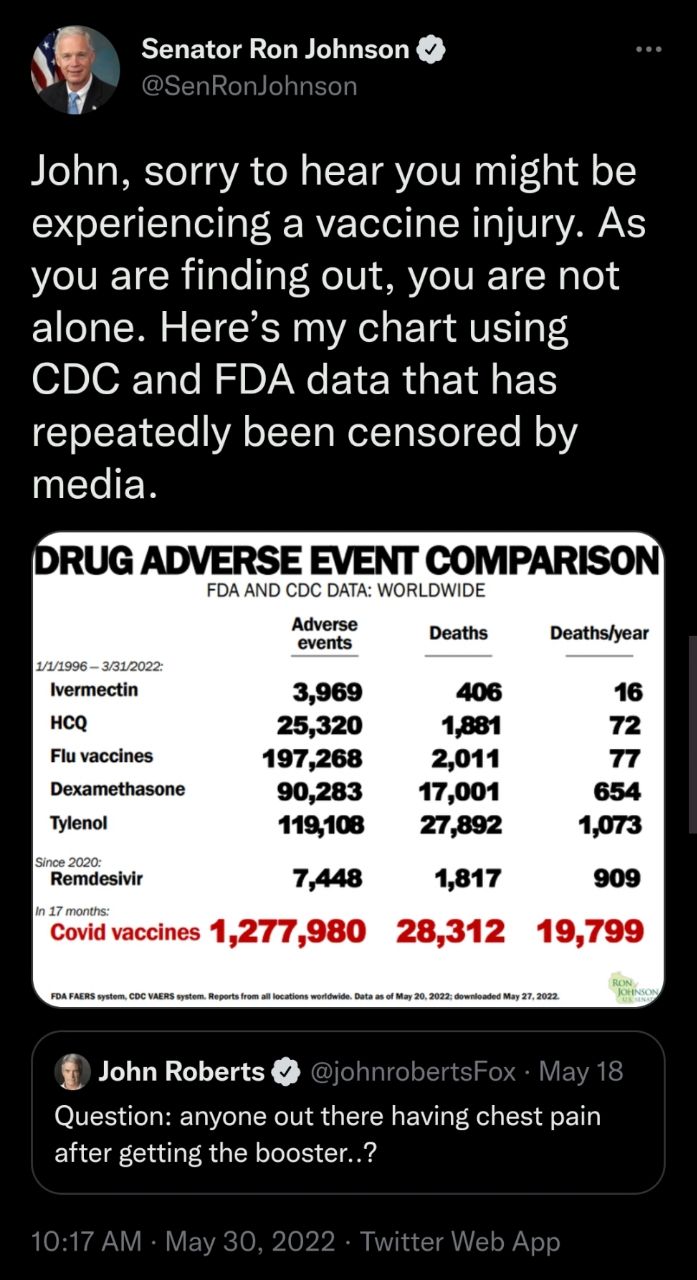 Senator Ron Johnson
@SenRonJohnson
John, sorry to hear you might be
experiencing a vaccine injury. As
you are finding out, you are not
alone. Here’s my chart using
CDC and FDA data that has
repeatedly been censored by
media.
DRUG ADVERSE EVENT COMPARISON
FDA AND CDC DATA: WORLDWIDE
Adverse
events Deaths Deaths/year
1/1/1996 – 3/31/2022:
Ivermectin 3,969 406 16
HCQ 25,320 1,881 72
Flu vaccines 197,268 2,011 77
Dexamethasone 90,283 17,001 654
Tylenol 119,108 27,892 1,073
Since 2020:
Remdesivir 7,448 1,817 909
In 17 months:
Covid vaccines 1,277,980 28,312 19,799
RON
JOHNSON
U.S. SENATE
FDA FAERS system, CDC VAERS system. Reports from all locations worldwide. Data as of May 20, 2022; downloaded May 27, 2022.
John Roberts @johnrobertsFox · May 18
Question: anyone out there having chest pain
after getting the booster..?
10:17 AM · May 30, 2022 · Twitter Web App